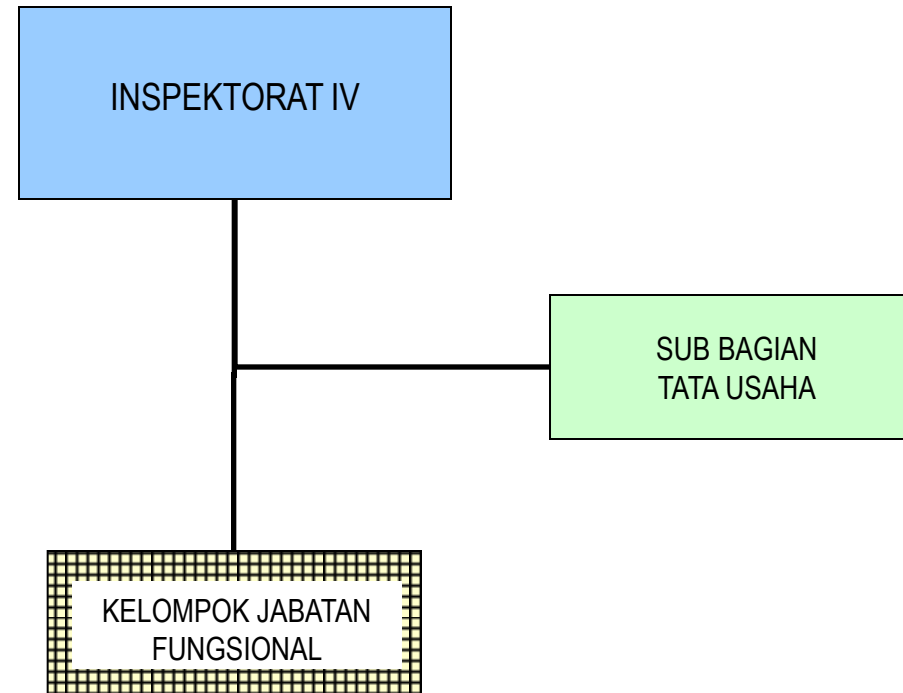 INSPEKTORAT IV
SUB BAGIAN
TATA USAHA
KELOMPOK JABATAN
FUNGSIONAL